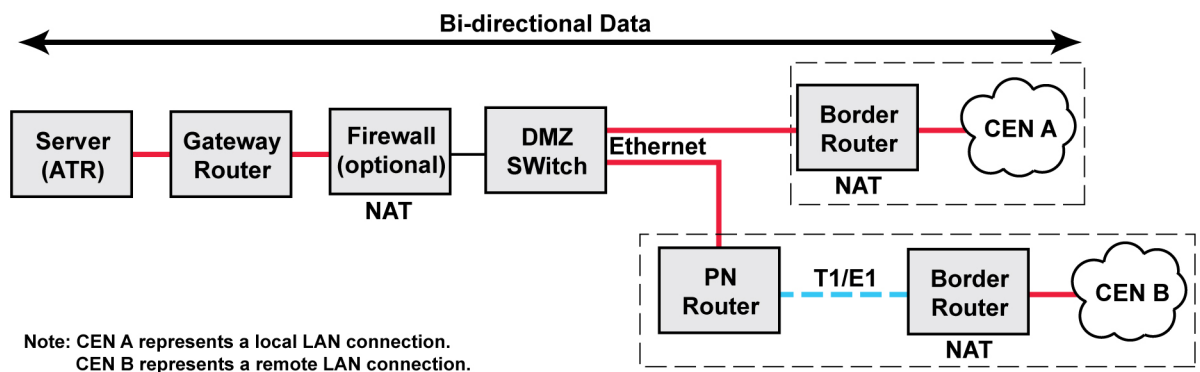 Bi-directional Data
Server
(ATR)
Gateway
Router
Firewall
(optional)
NAT
DMZ
SWitch
Ethernet
Border
Router
NAT
CEN A
PN
Router
T1/E1
Border
Router
NAT
CEN B
Note: CEN A represents a local LAN connection.
CEN B represents a remote LAN connection.